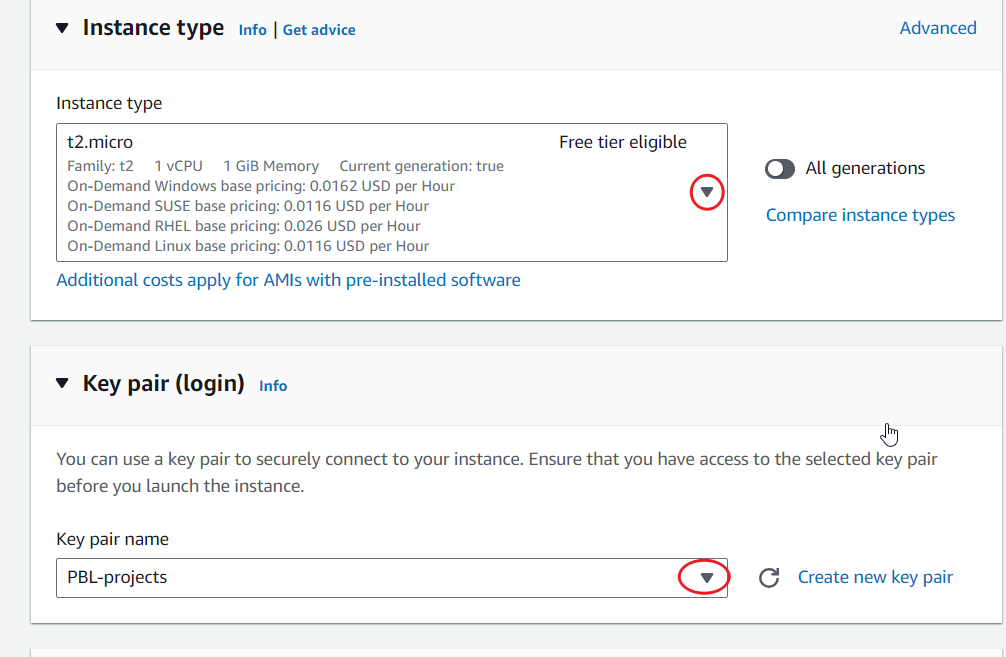 Instance type Info | Get advice Advanced
Instance type
t2.micro Free tier eligible
Family: t2 1 vCPU 1 GiB Memory Current generation: true
On-Demand Windows base pricing: 0.0162 USD per Hour
On-Demand SUSE base pricing: 0.0116 USD per Hour
On-Demand RHEL base pricing: 0.026 USD per Hour
On-Demand Linux base pricing: 0.0116 USD per Hour
All generations
Compare instance types
Additional costs apply for AMIs with pre-installed software
Key pair (login) Info
You can use a key pair to securely connect to your instance. Ensure that you have access to the selected key pair
before you launch the instance.
Key pair name
PBL-projects
Create new key pair